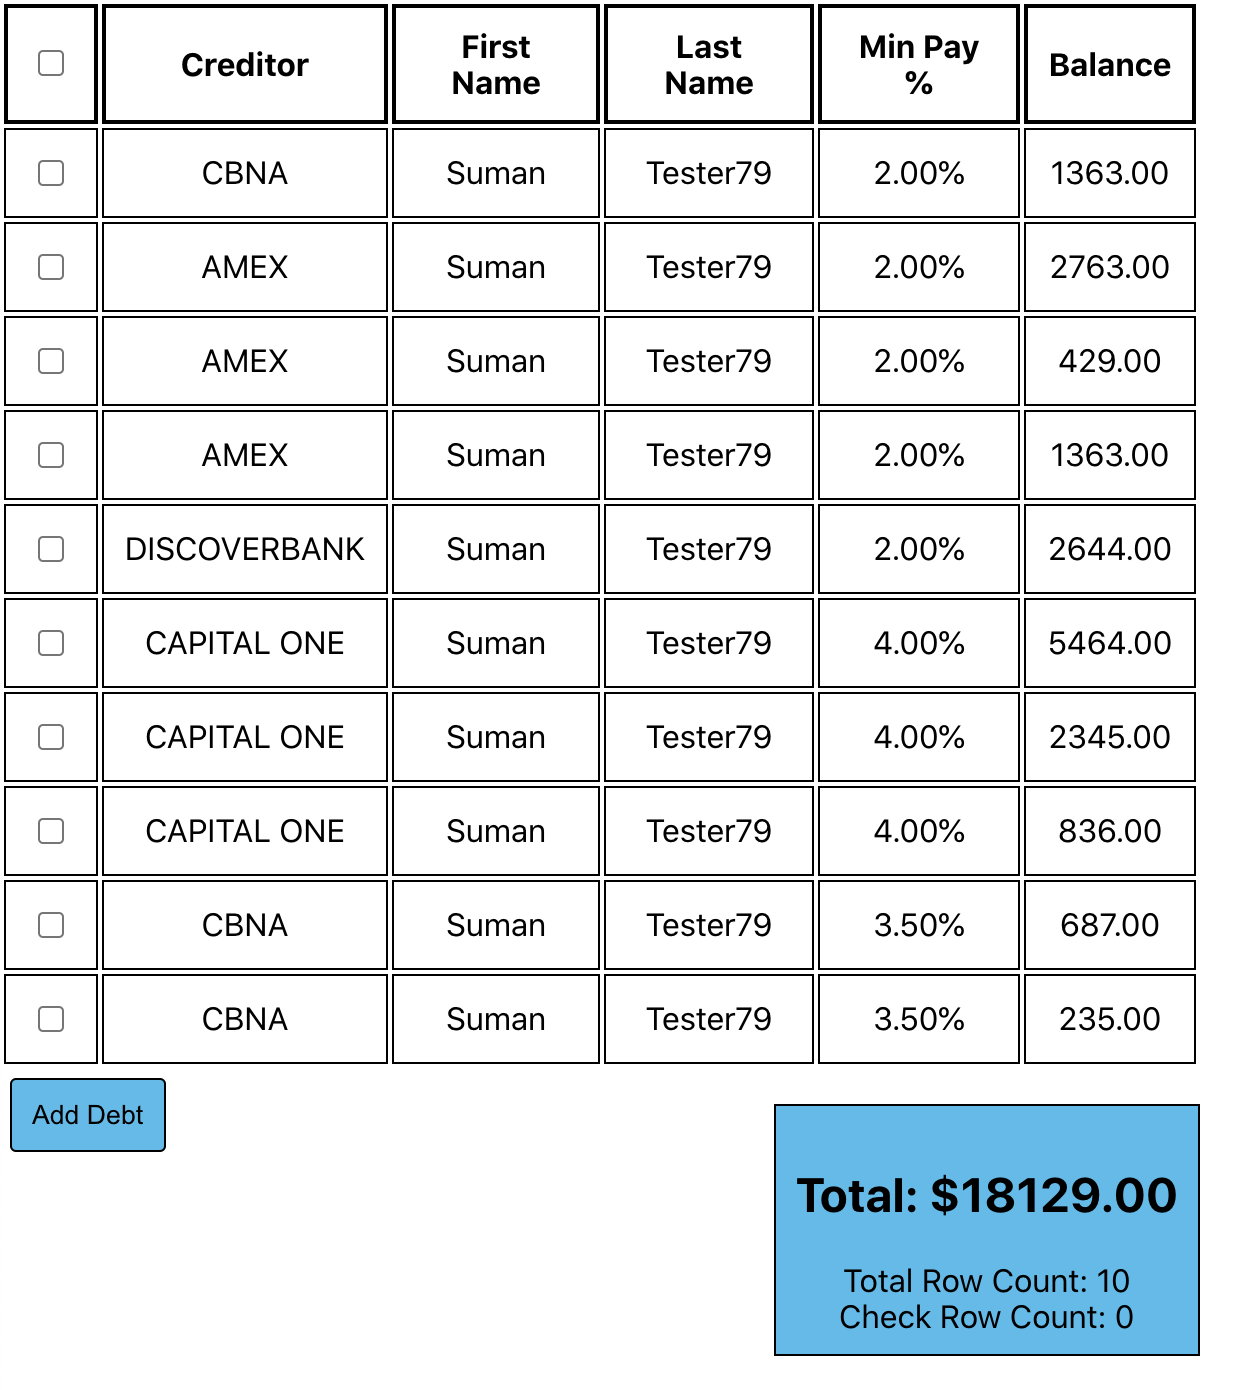 Creditor First Name Last Name Min Pay % Balance
CBNA Suman Tester79 2.00% 1363.00
AMEX Suman Tester79 2.00% 2763.00
AMEX Suman Tester79 2.00% 429.00
AMEX Suman Tester79 2.00% 1363.00
DISCOVERBANK Suman Tester79 2.00% 2644.00
CAPITAL ONE Suman Tester79 4.00% 5464.00
CAPITAL ONE Suman Tester79 4.00% 2345.00
CAPITAL ONE Suman Tester79 4.00% 836.00
CBNA Suman Tester79 3.50% 687.00
CBNA Suman Tester79 3.50% 235.00
Add Debt
Total: $18129.00
Total Row Count: 10
Check Row Count: 0